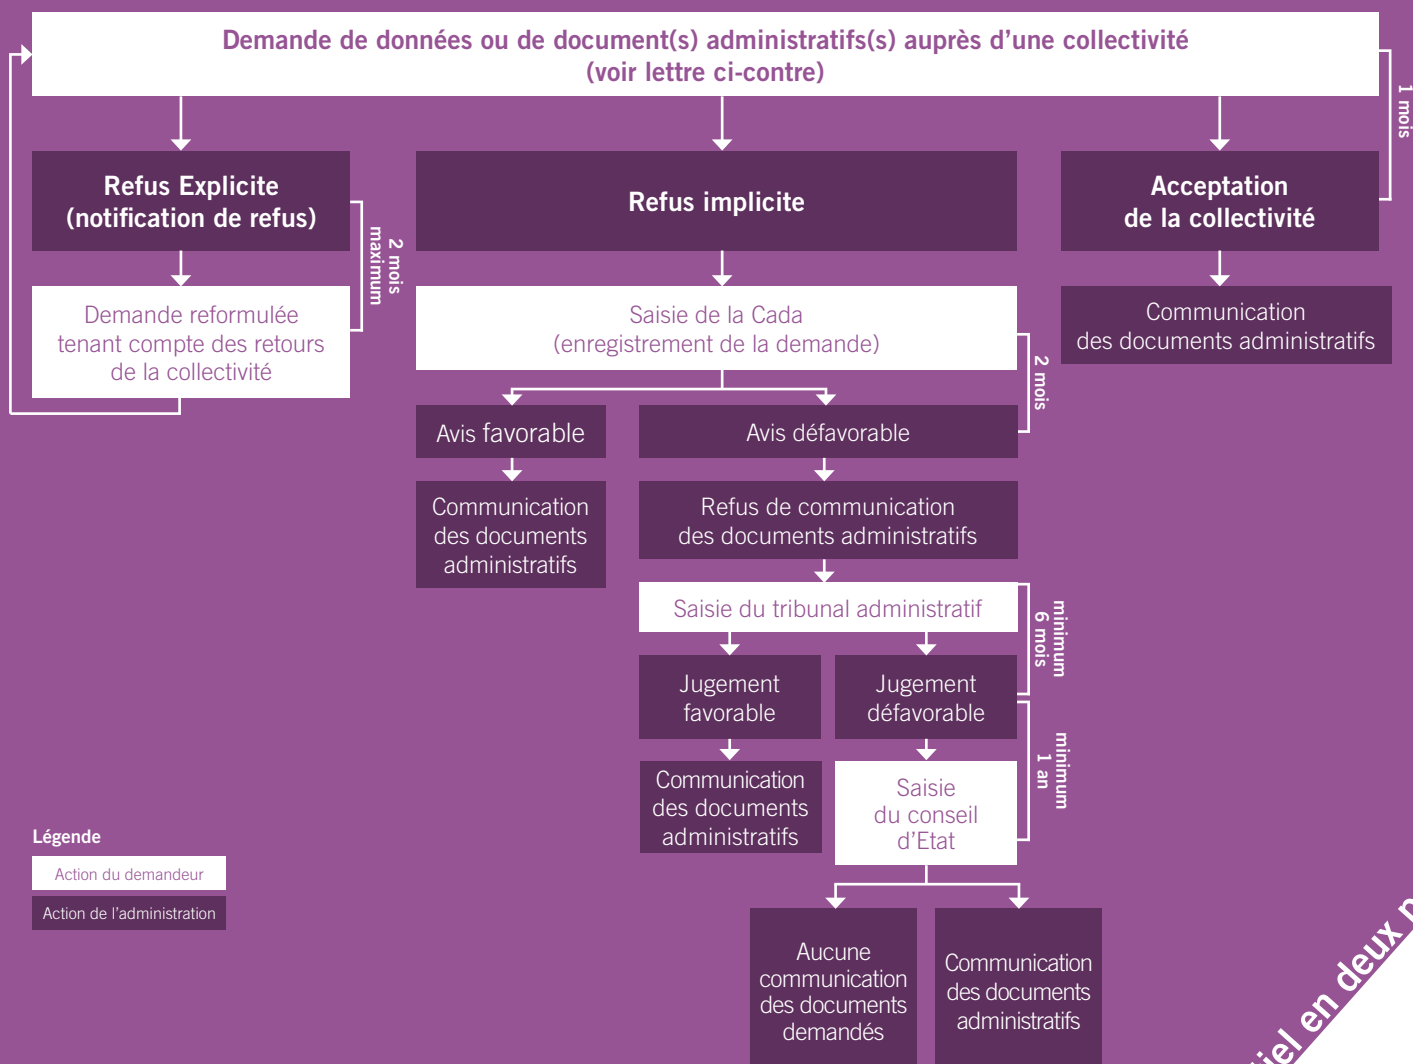 Demande de données ou de document(s) administratifs(s) auprès d'une collectivité
(voir lettre ci-contre)
1 mois
Refus Explicite
(notification de refus)
2 mois
maximum
Demande reformulée
tenant compte des retours
de la collectivité
Refus implicite
Saisie de la Cada
(enregistrement de la demande)
2 mois
Avis favorable
Communication
des documents
administratifs
Avis défavorable
Refus de communication
des documents administratifs
Saisie du tribunal administratif
minimum
6 mois
Jugement
favorable
Communication
des documents
administratifs
Jugement
défavorable
minimum
1 an
Saisie
du conseil
d'Etat
Aucune
communication
des documents
demandés
Communication
des documents
administratifs
Acceptation
de la collectivité
Communication
des documents administratifs
Légende
Action du demandeur
Action de l'administration
en deux